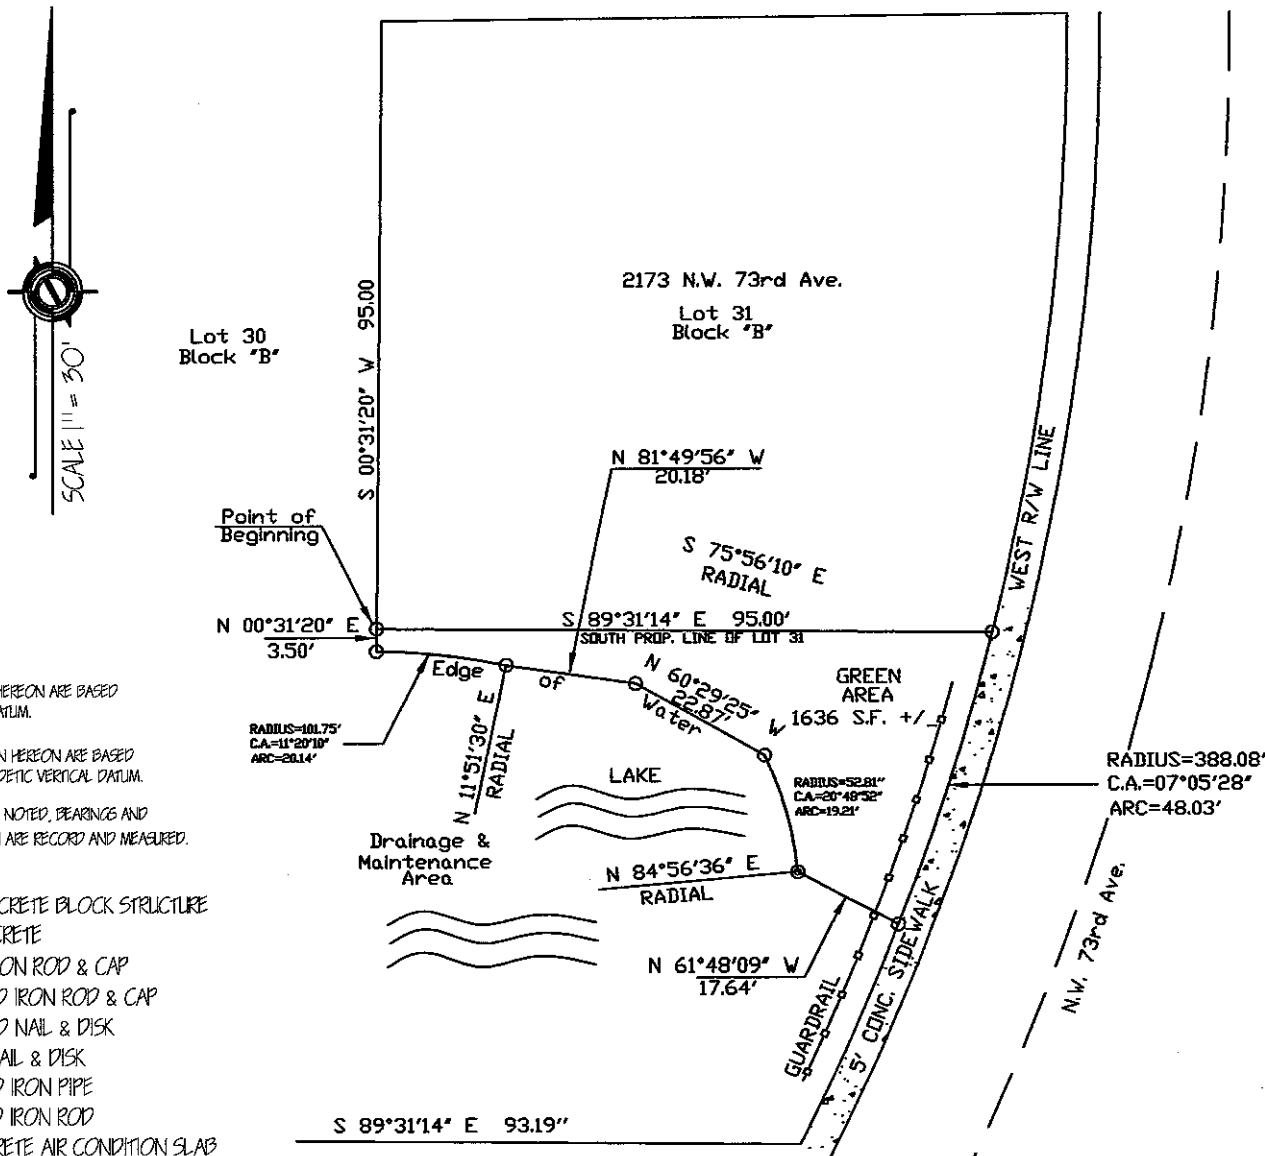 SCALE 1" = 30'
Lot 30
Block "B"
S 00°31'20" W 95.00
2173 N.W. 73rd Ave.
Lot 31
Block "B"
N 81°49'56" W
20.18'
Point of
Beginning
S 75°56'10" E
RADIAL
WEST R/W LINE
N 00°31'20" E
3.50'
S 89°31'14" E 95.00'
SOUTH PROP. LINE OF LOT 31
Edge of Water
N 60°29'25" W
22.87'
GREEN
AREA
1636 S.F. +/_
HEREON ARE BASED
ATUM.
N HEREON ARE BASED
DETIC VERTICAL DATUM.
NOTED, BEARINGS AND
N ARE RECORD AND MEASURED.
RADIUS=101.75'
C.A.=11°20'10"
ARC=20.14'
N 11°51'30" E
RADIAL
LAKE
RADIUS=52.81"
C.A.=20°48'52"
ARC=19.21'
RADIUS=388.08'
C.A.=07°05'28"
ARC=48.03'
Drainage &
Maintenance
Area
N 84°56'36" E
RADIAL
N 61°48'09" W
17.64'
GUARDRAIL
5' CONC. SIDEWALK
N.W. 73rd Ave.
CRETE BLOCK STRUCTURE
CRETE
ON ROD & CAP
D IRON ROD & CAP
D NAIL & DISK
AIL & DISK
D IRON PIPE
D IRON ROD
RETE AIR CONDITION SLAB
S 89°31'14" E 93.19"